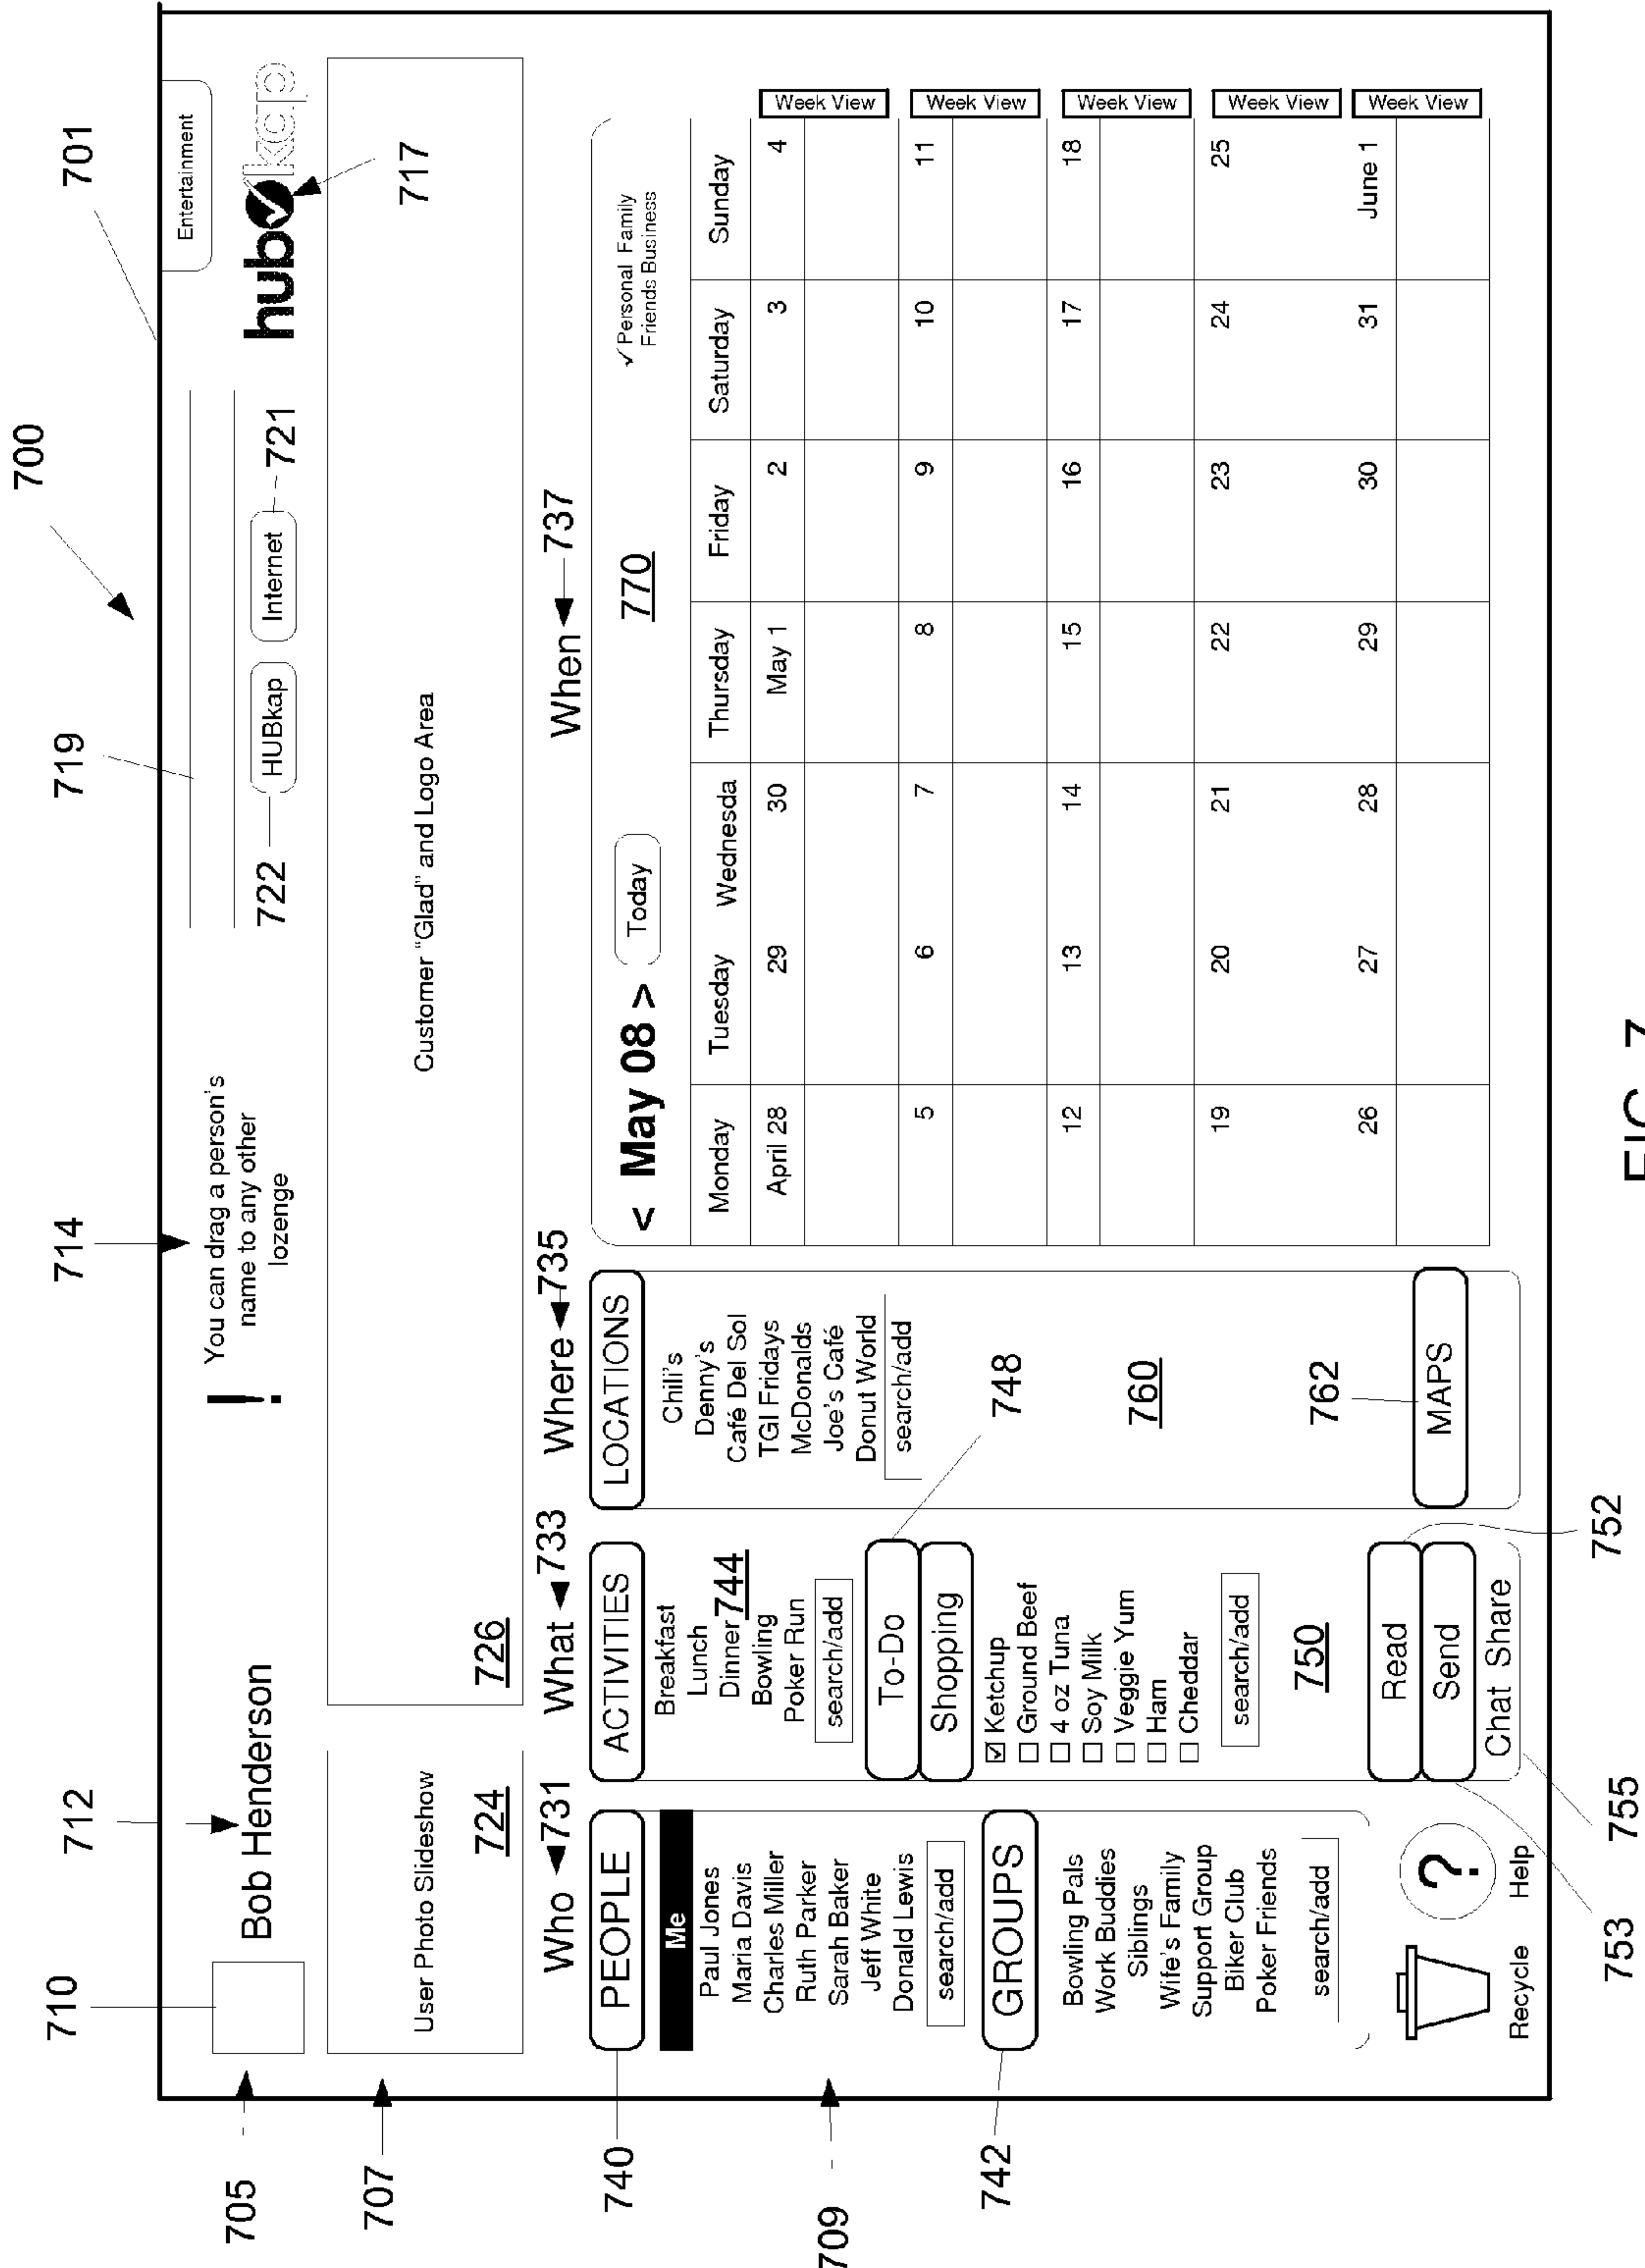 700
701
714
719
712
710
Entertainment
You can drag a person's
name to any other
lozenge
!
Bob Henderson
722
HUBkap
Internet
721
hub kap
717
705
707
User Photo Slideshow
724
Customer "Glad" and Logo Area
726
Who 731
What 733
Where 735
When 737
740
PEOPLE
Me
Paul Jones
Maria Davis
Charles Miller
Ruth Parker
Sarah Baker
Jeff White
Donald Lewis
search/add
709
742
GROUPS
Bowling Pals
Work Buddies
Siblings
Wife's Family
Support Group
Biker Club
Poker Friends
search/add
Recycle
?
Help
ACTIVITIES
Breakfast
Lunch
Dinner
744
Bowling
Poker Run
search/add
To-Do
748
Shopping
☑ Ketchup
☐ Ground Beef
☐ 4 oz Tuna
☐ Soy Milk
☐ Veggie Yum
☐ Ham
☐ Cheddar
search/add
750
Read
Send
Chat Share
752
753
755
LOCATIONS
Chili's
Denny's
Café Del Sol
TGI Fridays
McDonalds
Joe's Café
Donut World
search/add
760
762
MAPS
< May 08 >
Today
770
✓ Personal Family
Friends Business
Monday Tuesday Wednesda Thursday Friday Saturday Sunday
April 28 29 30 May 1 2 3 4 Week View
5 6 7 8 9 10 11 Week View
12 13 14 15 16 17 18 Week View
19 20 21 22 23 24 25 Week View
26 27 28 29 30 31 June 1 Week View
FIG. 7